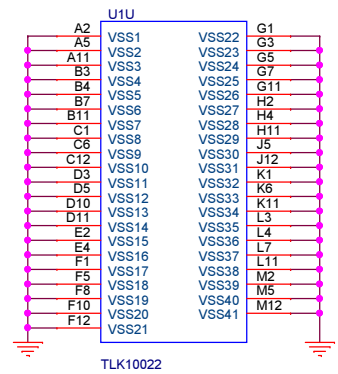 U1U
A2 VSS1 VSS22 G1
A5 VSS2 VSS23 G3
A11 VSS3 VSS24 G5
B3 VSS4 VSS25 G7
B4 VSS5 VSS26 G11
B7 VSS6 VSS27 H2
B11 VSS7 VSS28 H4
C1 VSS8 VSS29 H11
C6 VSS9 VSS30 J5
C12 VSS10 VSS31 J12
D3 VSS11 VSS32 K1
D5 VSS12 VSS33 K6
D10 VSS13 VSS34 K11
D11 VSS14 VSS35 L3
E2 VSS15 VSS36 L4
E4 VSS16 VSS37 L7
F1 VSS17 VSS38 L11
F5 VSS18 VSS39 M2
F8 VSS19 VSS40 M5
F10 VSS20 VSS41 M12
F12 VSS21
TLK10022